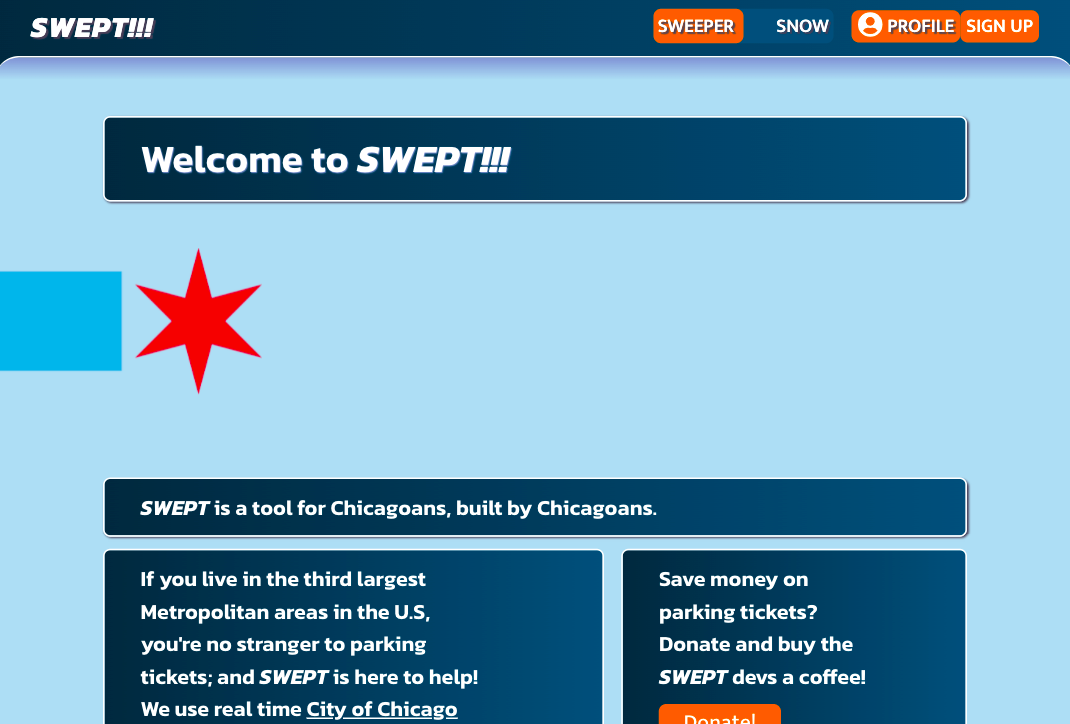 SWEPT!!!
SWEEPER SNOW PROFILE SIGN UP
Welcome to SWEPT!!!
SWEPT is a tool for Chicagoans, built by Chicagoans.
If you live in the third largest
Metropolitan areas in the U.S,
you're no stranger to parking
tickets; and SWEPT is here to help!
We use real time City of Chicago
Save money on
parking tickets?
Donate and buy the
SWEPT devs a coffee!
Donate!